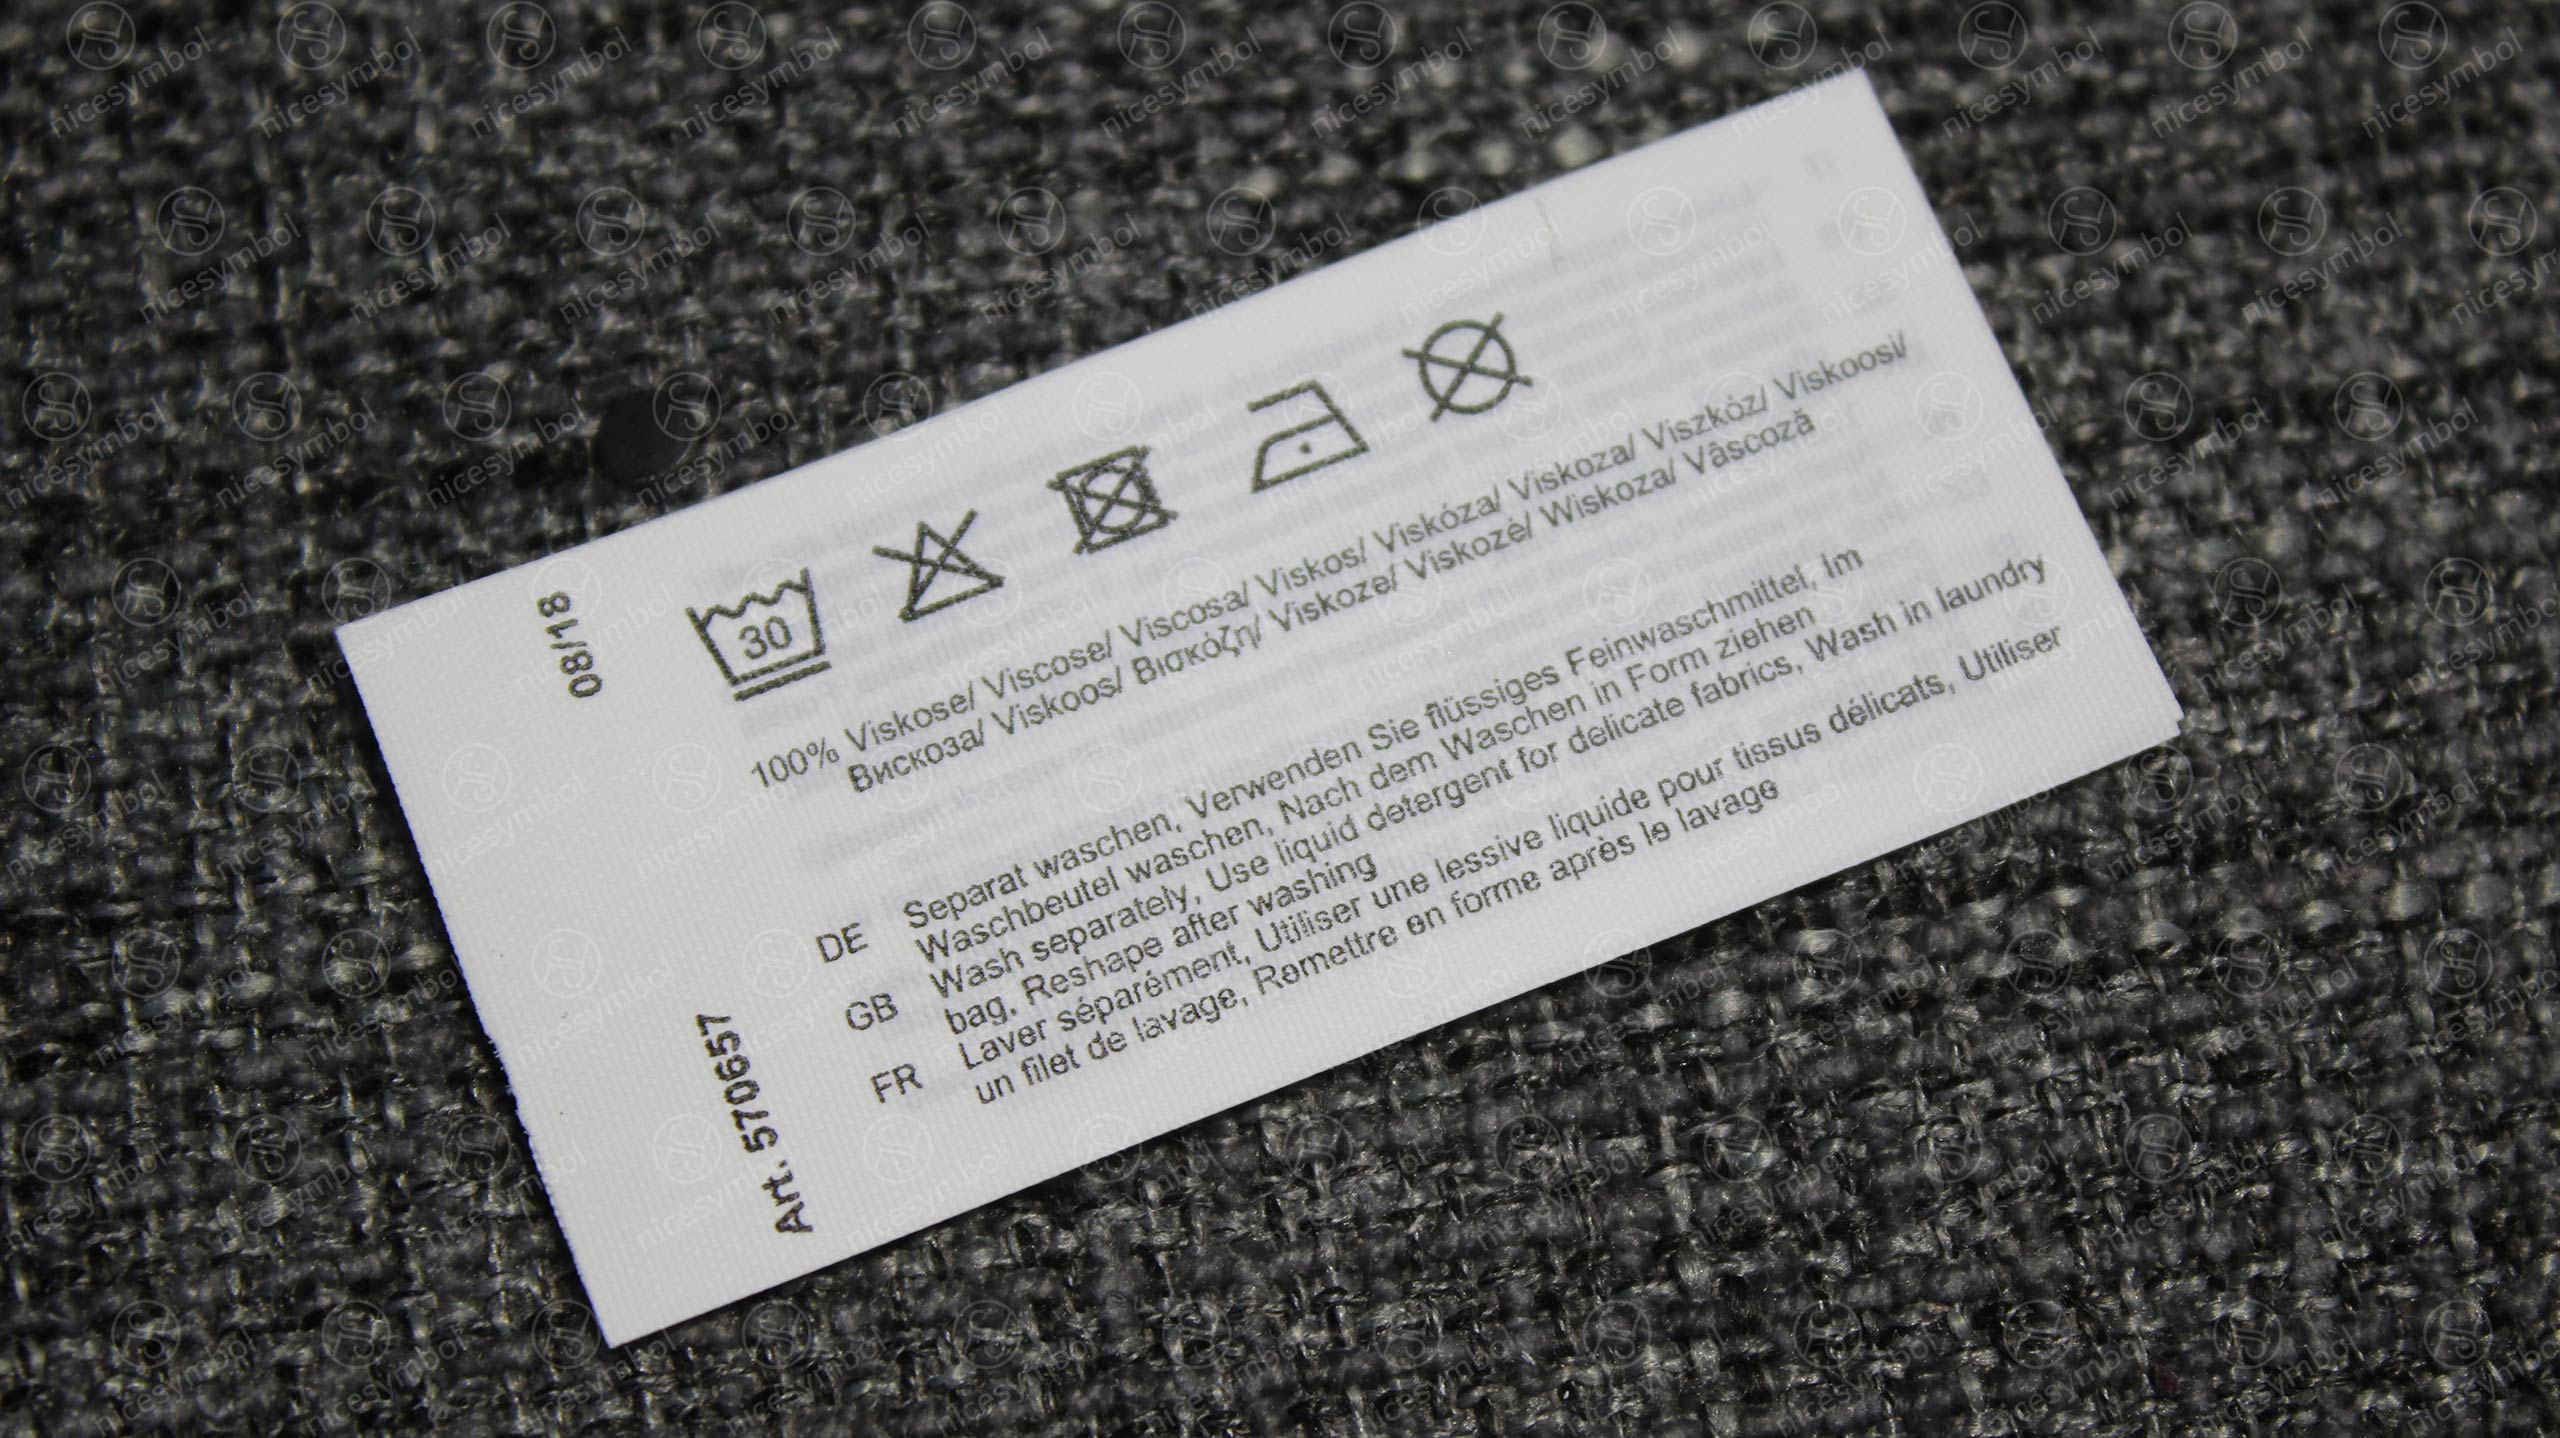 08/18
30
100% Viskose/ Viscose/ Viscosa/ Viskos/ Viskóza/ Viskoza/ Viszkóz/ Viskoosi/
Вискоза/ Viskoos/ Βισκόζη/ Viskoze/ Viskozė/ Wiskoza/ Vâscoză
DE Separat waschen, Verwenden Sie flüssiges Feinwaschmittel, Im
Waschbeutel waschen, Nach dem Waschen in Form ziehen
GB Wash separately, Use liquid detergent for delicate fabrics, Wash in laundry
bag, Reshape after washing
FR Laver séparément, Utiliser une lessive liquide pour tissus délicats, Utiliser
un filet de lavage, Remettre en forme après le lavage
Art. 570657
nicesymbol